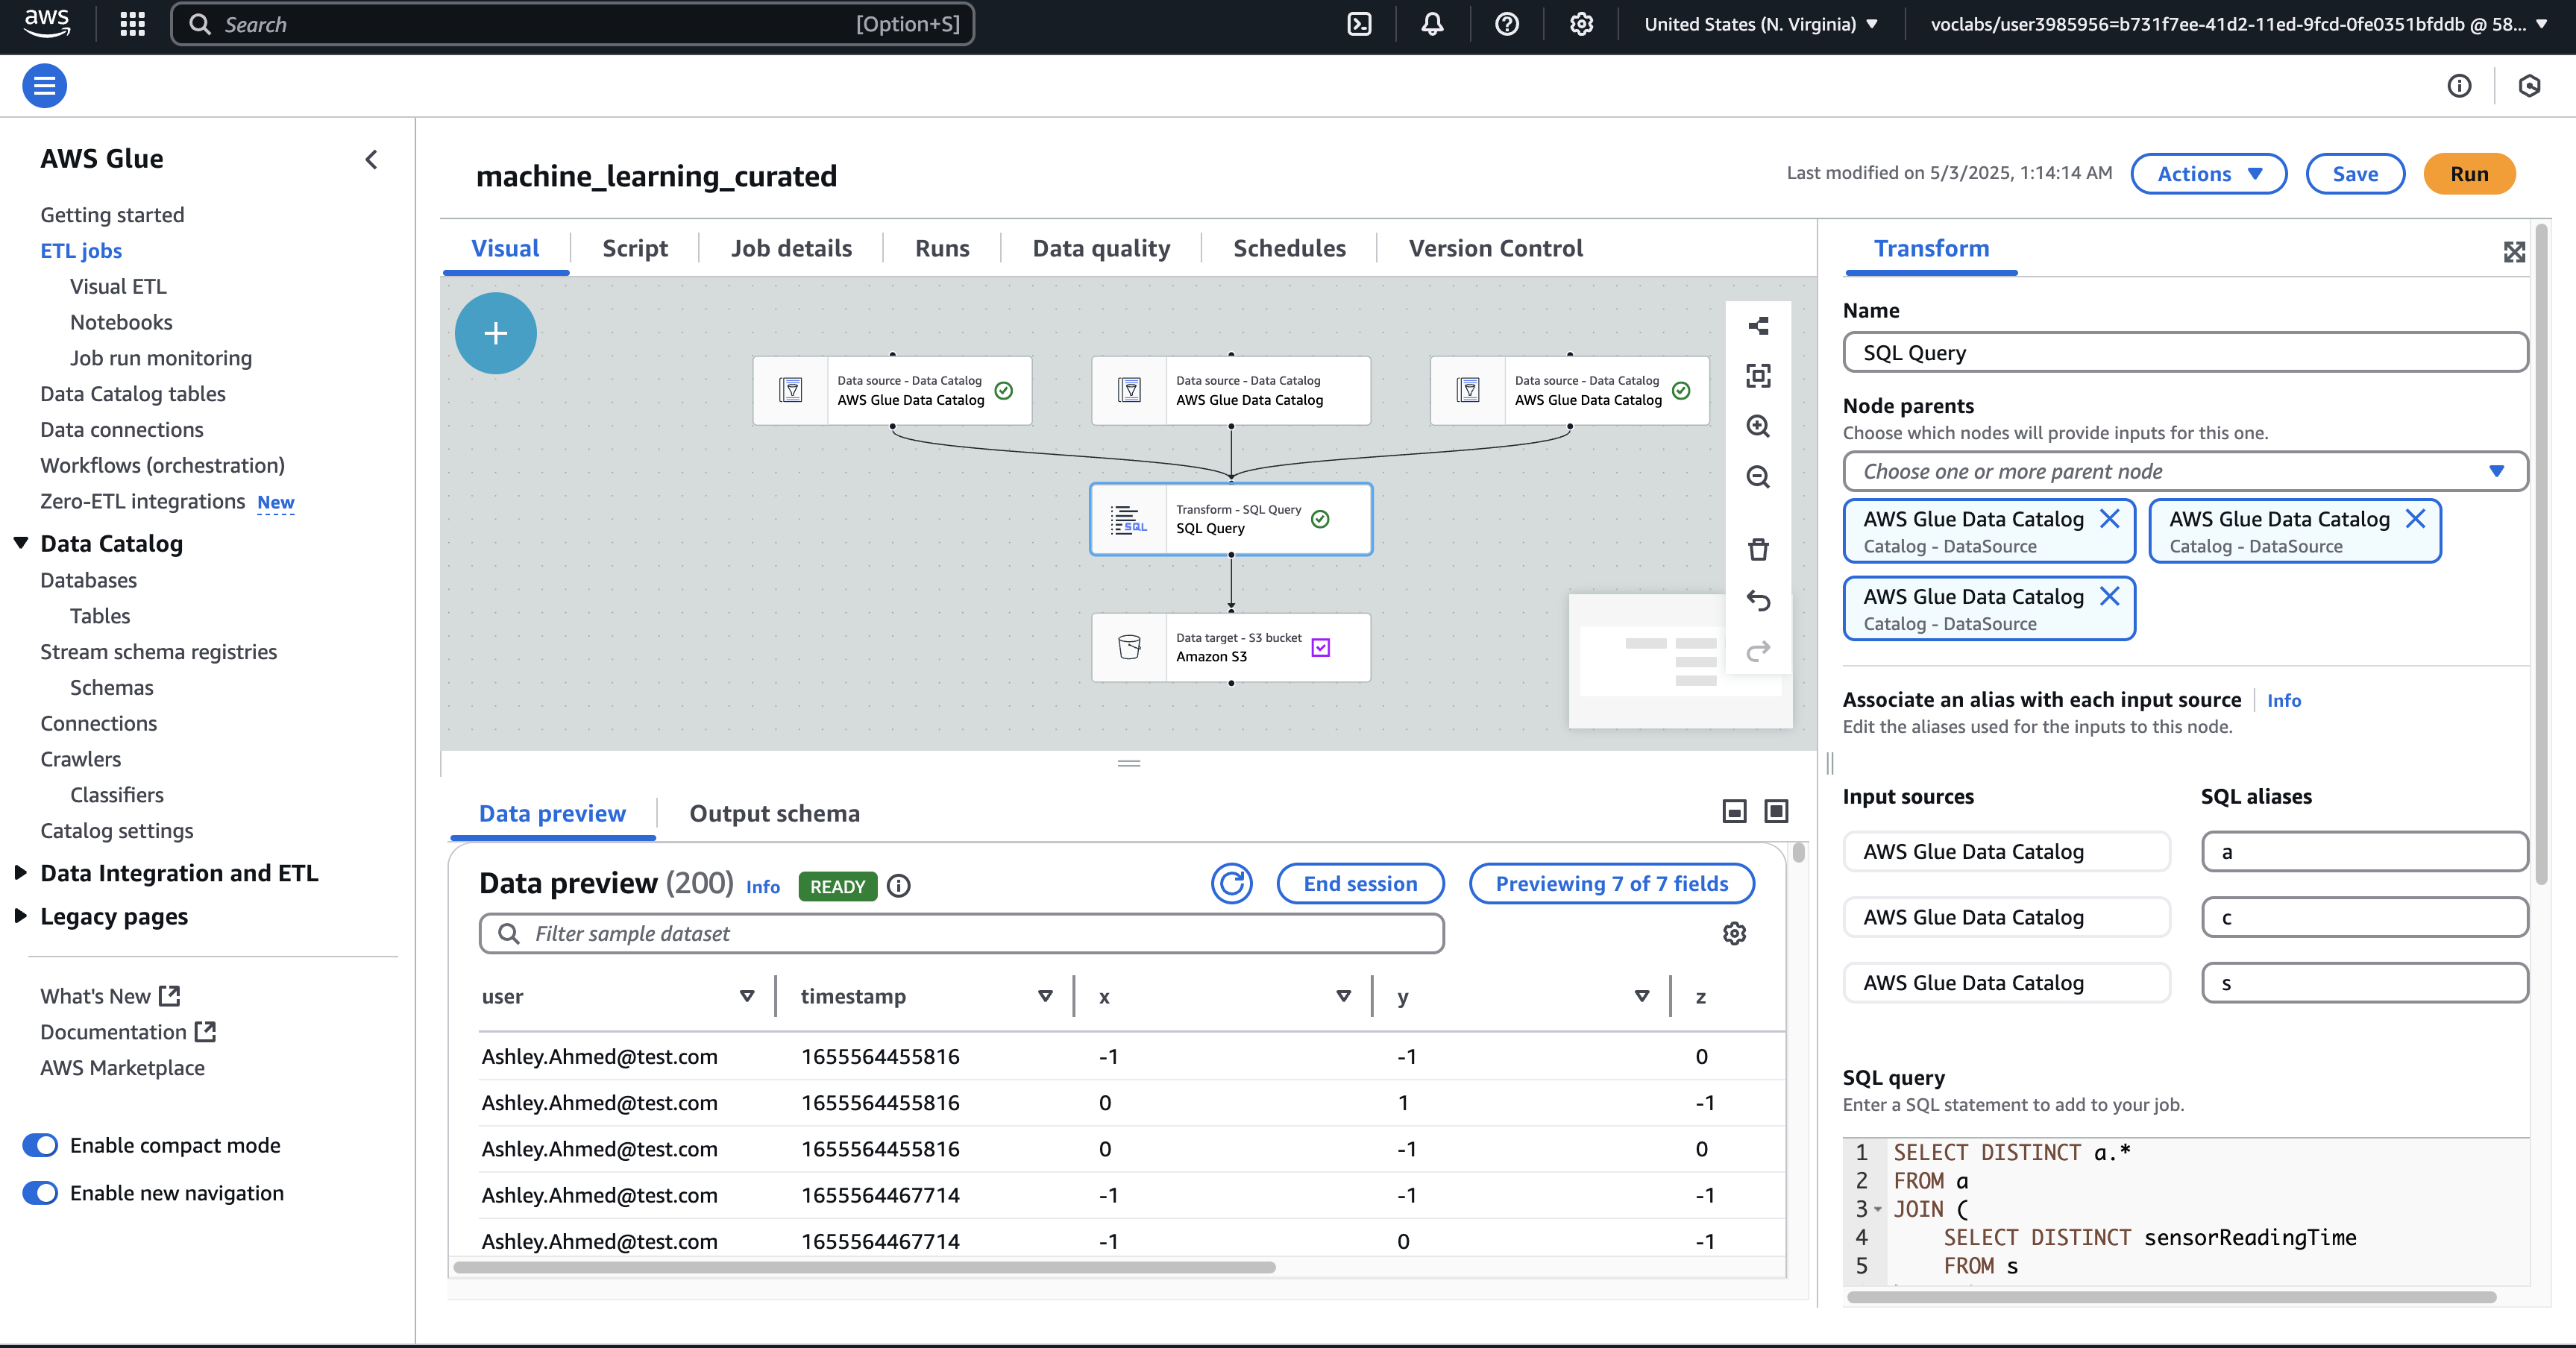 aws
Search
[Option+S]
United States (N. Virginia)
voclabs/user3985956=b731f7ee-41d2-11ed-9fcd-0fe0351bfddb @ 58...
AWS Glue
Getting started
ETL jobs
Visual ETL
Notebooks
Job run monitoring
Data Catalog tables
Data connections
Workflows (orchestration)
Zero-ETL integrations New
Data Catalog
Databases
Tables
Stream schema registries
Schemas
Connections
Crawlers
Classifiers
Catalog settings
Data Integration and ETL
Legacy pages
What's New
Documentation
AWS Marketplace
Enable compact mode
Enable new navigation
machine_learning_curated
Last modified on 5/3/2025, 1:14:14 AM
Actions
Save
Run
Visual
Script
Job details
Runs
Data quality
Schedules
Version Control
Data source - Data Catalog
AWS Glue Data Catalog
Data source - Data Catalog
AWS Glue Data Catalog
Data source - Data Catalog
AWS Glue Data Catalog
Transform - SQL Query
SQL
SQL Query
Data target - S3 bucket
Amazon S3
Data preview
Output schema
Data preview (200) Info READY
End session
Previewing 7 of 7 fields
Filter sample dataset
user timestamp x y z
Ashley.Ahmed@test.com 1655564455816 -1 -1 0
Ashley.Ahmed@test.com 1655564455816 0 1 -1
Ashley.Ahmed@test.com 1655564455816 0 -1 0
Ashley.Ahmed@test.com 1655564467714 -1 -1 -1
Ashley.Ahmed@test.com 1655564467714 -1 0 -1
Transform
Name
SQL Query
Node parents
Choose which nodes will provide inputs for this one.
Choose one or more parent node
AWS Glue Data Catalog
Catalog - DataSource
AWS Glue Data Catalog
Catalog - DataSource
AWS Glue Data Catalog
Catalog - DataSource
Associate an alias with each input source Info
Edit the aliases used for the inputs to this node.
Input sources SQL aliases
AWS Glue Data Catalog a
AWS Glue Data Catalog c
AWS Glue Data Catalog s
SQL query
Enter a SQL statement to add to your job.
1 SELECT DISTINCT a.*
2 FROM a
3 JOIN (
4 SELECT DISTINCT sensorReadingTime
5 FROM s